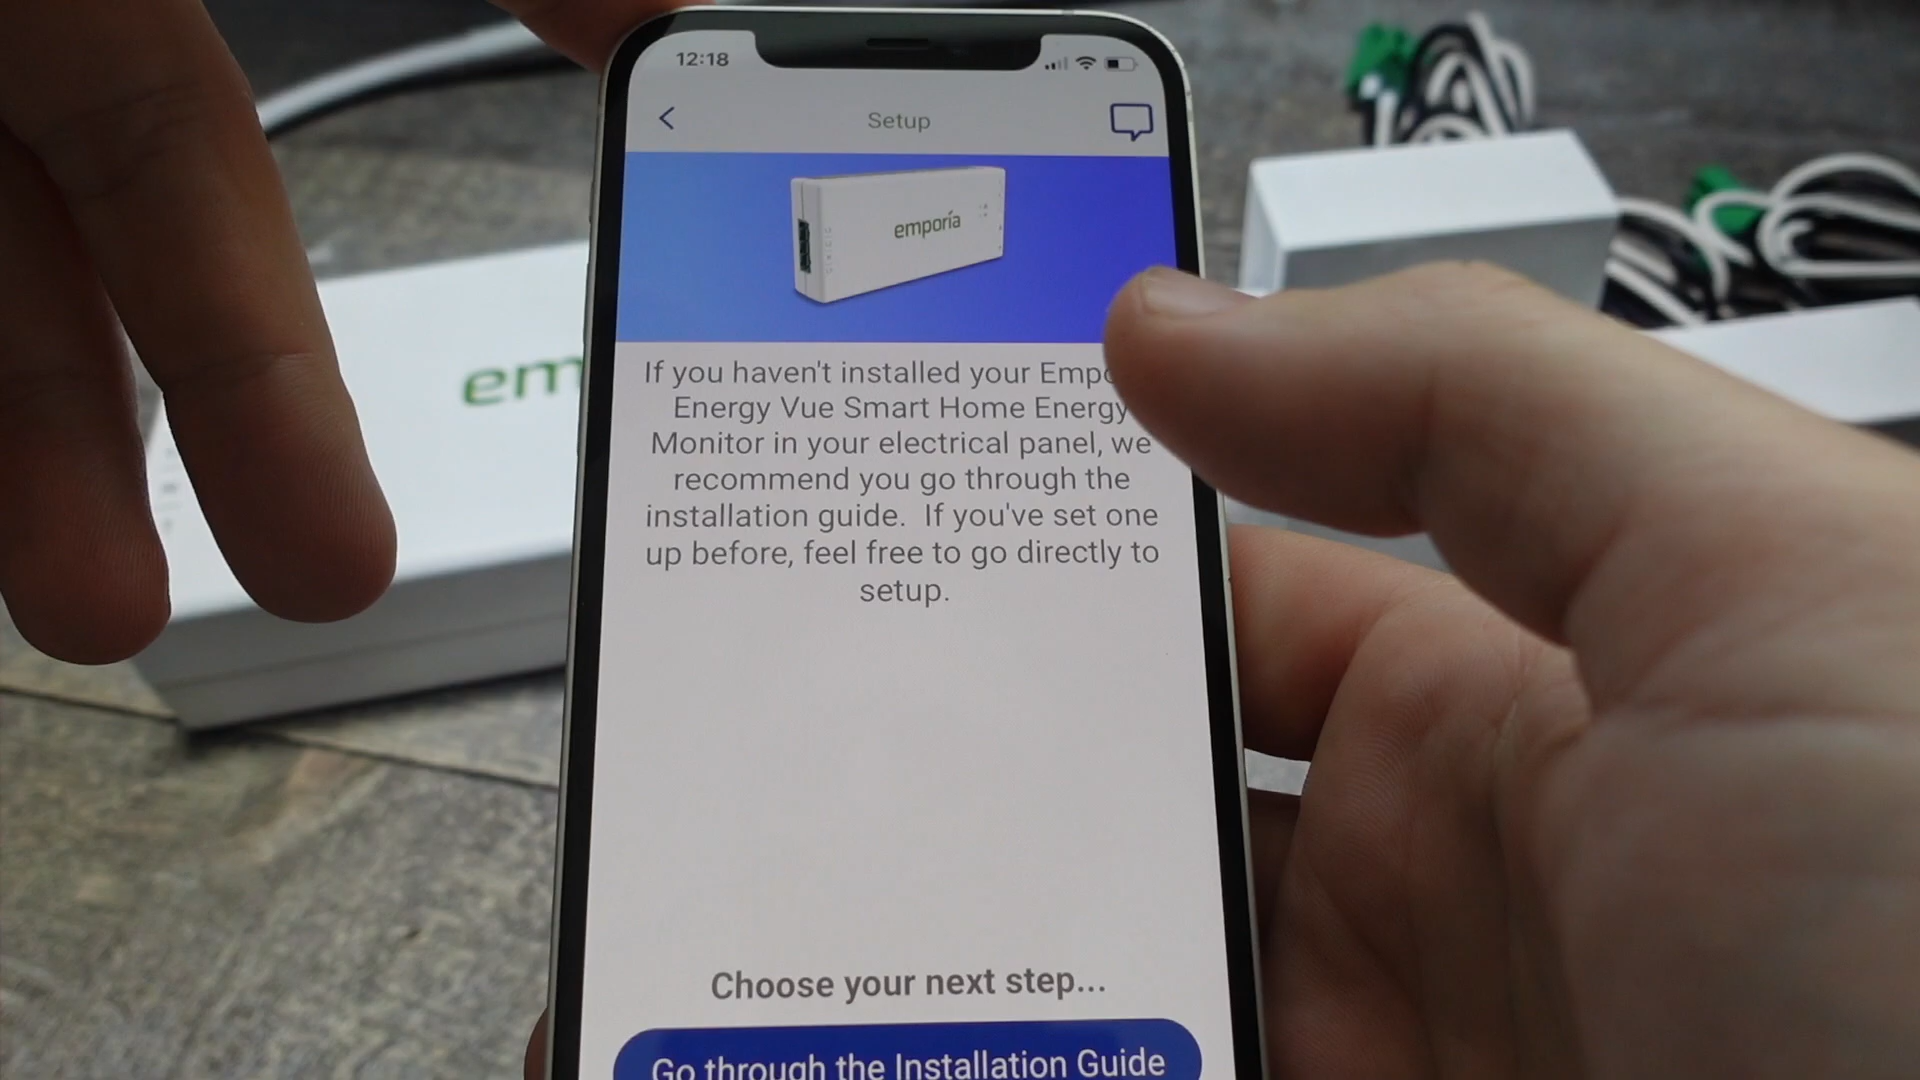 12:18
Setup
emporia
If you haven't installed your
Energy Vue Smart Home Energy
Monitor in your electrical panel, we
recommend you go through the
installation guide. If you've set one
up before, feel free to go directly to
setup.
Choose your next step...
Go through the Installation Guide